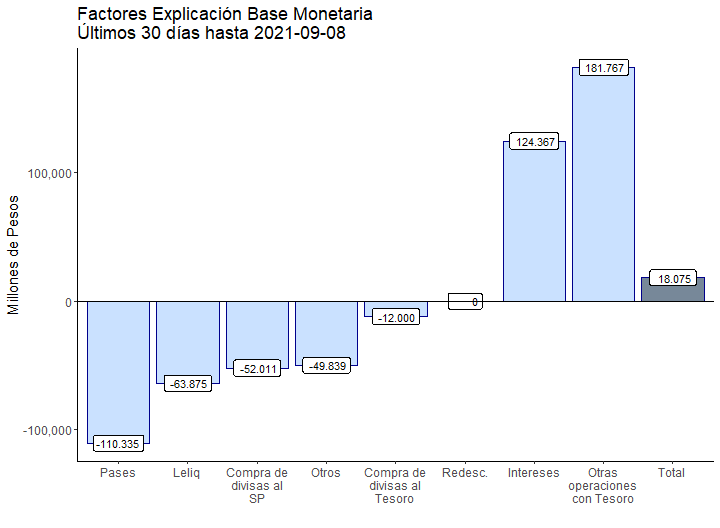 Factores Explicación Base Monetaria
Últimos 30 días hasta 2021-09-08
Millones de Pesos
100,000
0
-100,000
-110.335
-63.875
-52.011
-49.839
-12.000
0
124.367
181.767
18.075
Pases
Leliq
Compra de
divisas al
SP
Otros
Compra de
divisas al
Tesoro
Redesc.
Intereses
Otras
operaciones
con Tesoro
Total